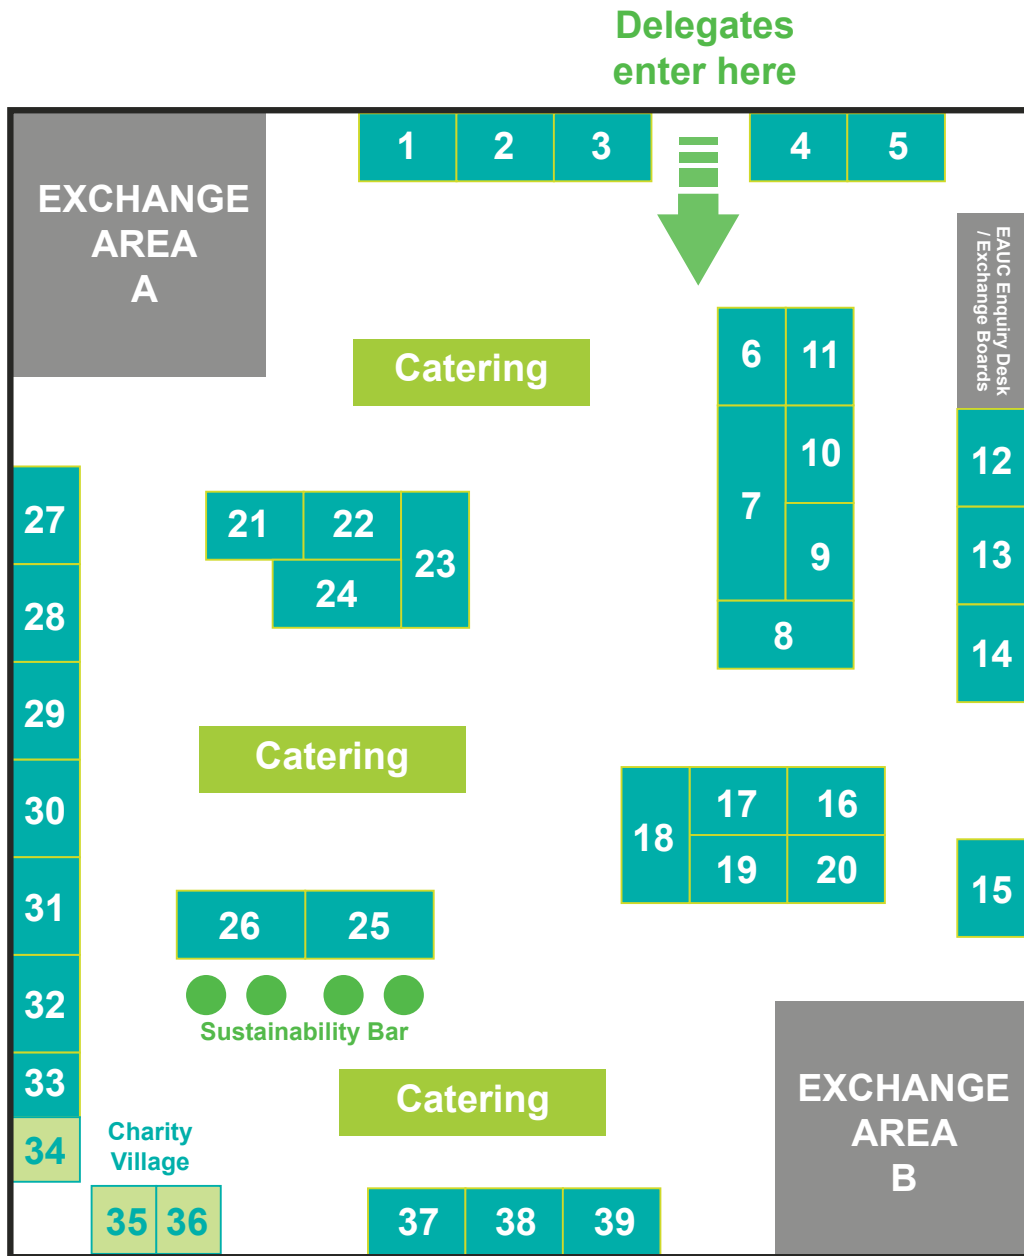 Delegates
enter here
1
2
3
4
5
EXCHANGE
AREA
A
EAUC Enquiry Desk
/ Exchange Boards
6
11
Catering
10
7
9
8
12
13
14
27
28
29
30
31
32
33
34
21
22
23
24
Catering
17
16
18
19
20
15
26
25
Sustainability Bar
Catering
EXCHANGE
AREA
B
Charity
Village
35
36
37
38
39